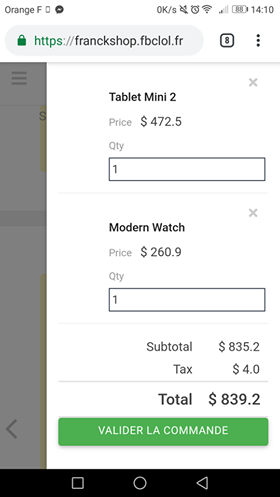 Orange F 0K/s 88 14:10
https://franckshop.fbclol.fr 8
S
×
Tablet Mini 2
Price $ 472.5
Qty
1
×
Modern Watch
Price $ 260.9
Qty
1
Subtotal $ 835.2
Tax $ 4.0
Total $ 839.2
VALIDER LA COMMANDE